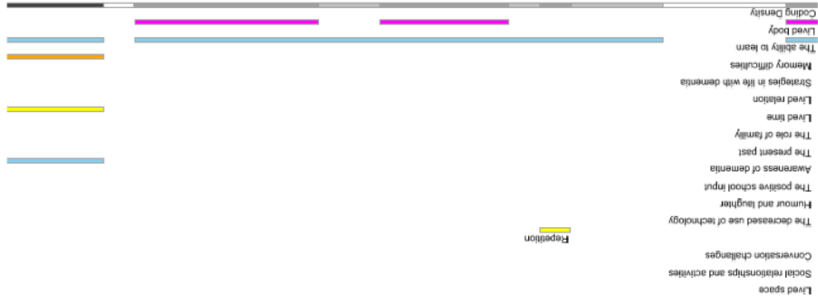 Lived space
Social relationships and activities
Conversation challenges
Repetition
The decreased use of technology
Humour and laughter
The positive school input
Awareness of dementia
The present past
The role of family
Lived time
Lived relation
Strategies in life with dementia
Memory difficulties
The ability to learn
Lived body
Coding Density